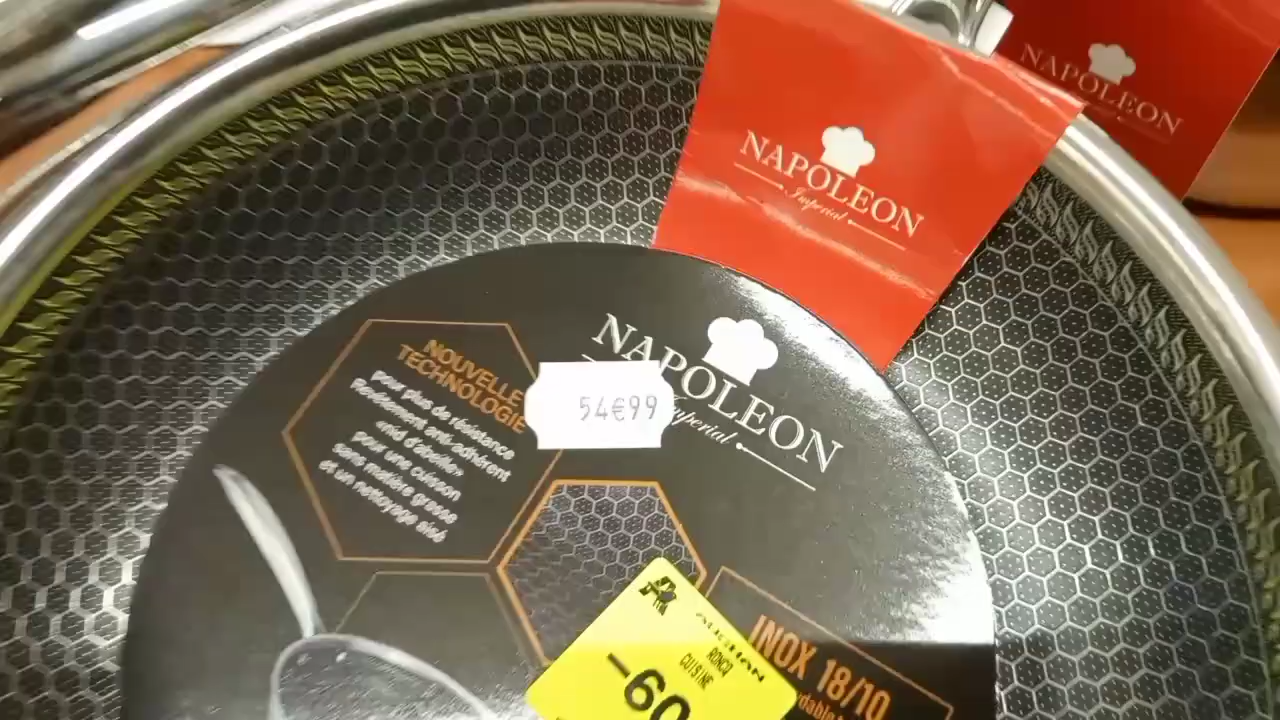 NAPOLEON
NAPOLEON
Imperial
NAPOLEON
Imperial
54€99
NOUVELLE
TECHNOLOGIE
pour plus de résistance
Revêtement anti-adhérent
«nid d'abeille»
pour une cuisson
sans matière grasse
et un nettoyage aisé
AUCHAN
RONCQ
CUISINE
-60
INOX 18/10